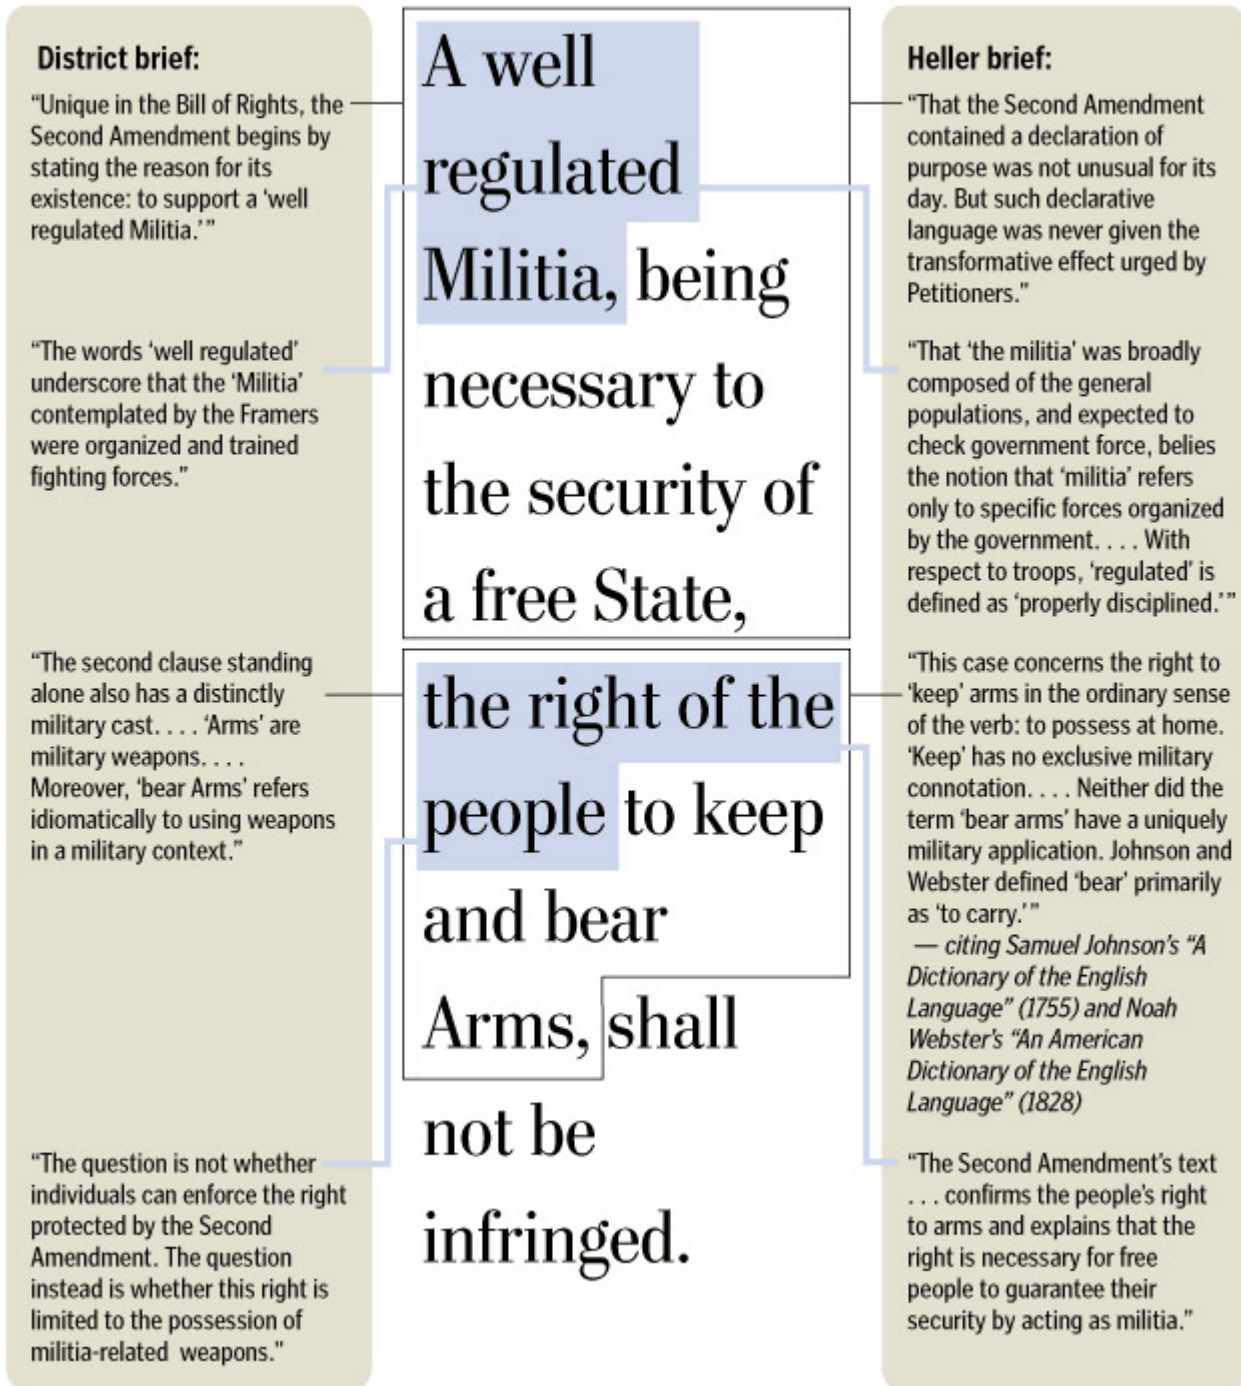 District brief:
“Unique in the Bill of Rights, the
Second Amendment begins by
stating the reason for its
existence: to support a ‘well
regulated Militia.’”
“The words ‘well regulated’
underscore that the ‘Militia’
contemplated by the Framers
were organized and trained
fighting forces.”
“The second clause standing
alone also has a distinctly
military cast. . . . ‘Arms’ are
military weapons. . . .
Moreover, ‘bear Arms’ refers
idiomatically to using weapons
in a military context.”
“The question is not whether
individuals can enforce the right
protected by the Second
Amendment. The question
instead is whether this right is
limited to the possession of
militia-related weapons.”
A well
regulated
Militia, being
necessary to
the security of
a free State,
the right of the
people to keep
and bear
Arms, shall
not be
infringed.
Heller brief:
“That the Second Amendment
contained a declaration of
purpose was not unusual for its
day. But such declarative
language was never given the
transformative effect urged by
Petitioners.”
“That ‘the militia’ was broadly
composed of the general
populations, and expected to
check government force, belies
the notion that ‘militia’ refers
only to specific forces organized
by the government. . . . With
respect to troops, ‘regulated’ is
defined as ‘properly disciplined.’”
“This case concerns the right to
‘keep’ arms in the ordinary sense
of the verb: to possess at home.
‘Keep’ has no exclusive military
connotation. . . . Neither did the
term ‘bear arms’ have a uniquely
military application. Johnson and
Webster defined ‘bear’ primarily
as ‘to carry.’”
— citing Samuel Johnson’s “A
Dictionary of the English
Language” (1755) and Noah
Webster’s “An American
Dictionary of the English
Language” (1828)
“The Second Amendment’s text
. . . confirms the people’s right
to arms and explains that the
right is necessary for free
people to guarantee their
security by acting as militia.”